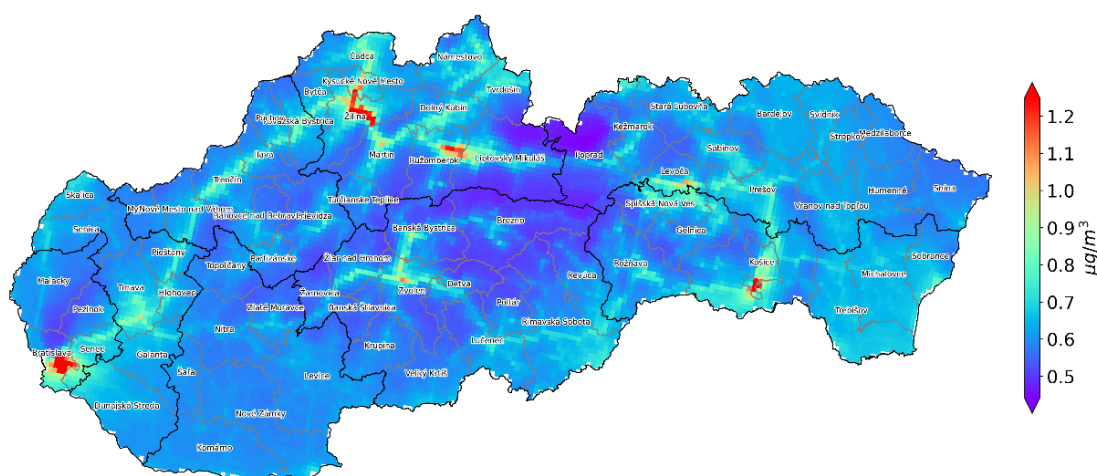 Čadca
Námestovo
Kysucké Nové Mesto
Bytča
Tvrdošín
Dolný Kubín
Žilina
Púchov
Považská Bystrica
Martin
Ružomberok
Liptovský Mikuláš
Poprad
Kežmarok
Stará Ľubovňa
Bardejov
Svidník
Stropkov
Medzilaborce
Sabinov
Ilava
Levoča
Prešov
Humenné
Snina
Trenčín
Skalica
Turčianske Teplice
Spišská Nová Ves
Vranov nad Topľou
Nové Mesto nad Váhom
Bánovce nad Bebravou
Prievidza
Brezno
Senica
Banská Bystrica
Gelnica
Piešťany
Topoľčany
Partizánske
Žiar nad Hronom
Rožňava
Košice
Sobrance
Malacky
Revúca
Michalovce
Trnava
Hlohovec
Žarnovica
Zvolen
Detva
Pezinok
Zlaté Moravce
Banská Štiavnica
Poltár
Trebišov
Nitra
Rimavská Sobota
Bratislava
Senec
Galanta
Krupina
Lučenec
Šaľa
Levice
Veľký Krtíš
Dunajská Streda
Nové Zámky
Komárno
1.2
1.1
1.0
0.9
0.8
0.7
0.6
0.5
μg/m³